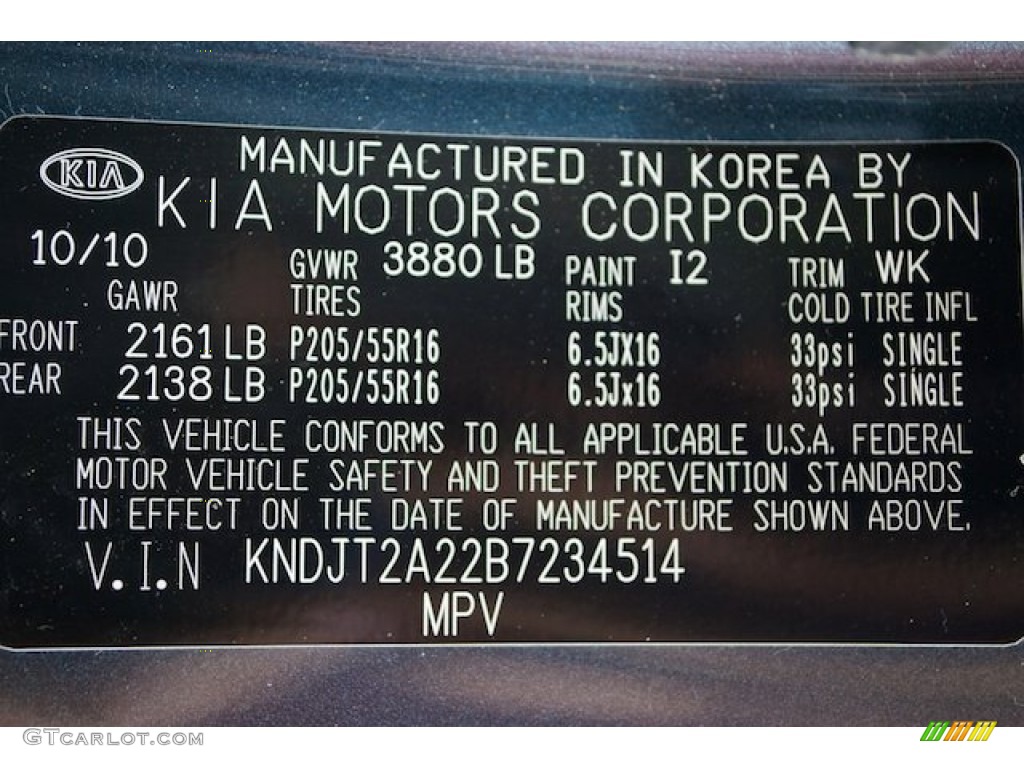 MANUFACTURED IN KOREA BY
KIA KIA MOTORS CORPORATION
10/10 GVWR 3880 LB PAINT I2 TRIM WK
GAWR TIRES RIMS COLD TIRE INFL
FRONT 2161 LB P205/55R16 6.5JX16 33psi SINGLE
REAR 2138 LB P205/55R16 6.5Jx16 33psi SINGLE
THIS VEHICLE CONFORMS TO ALL APPLICABLE U.S.A. FEDERAL
MOTOR VEHICLE SAFETY AND THEFT PREVENTION STANDARDS
IN EFFECT ON THE DATE OF MANUFACTURE SHOWN ABOVE.
V.I.N KNDJT2A22B7234514
MPV
GTCarLot.com